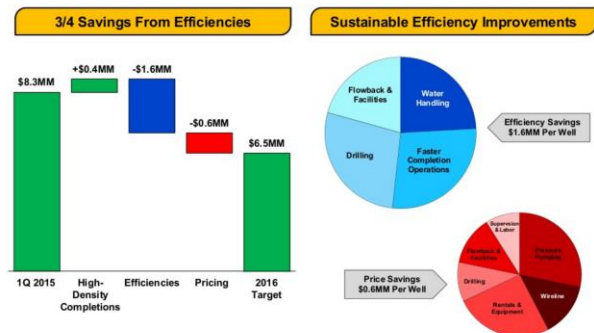 3/4 Savings From Efficiencies
Sustainable Efficiency Improvements
+$0.4MM
-$1.6MM
$8.3MM
-$0.6MM
$6.5MM
1Q 2015
High-
Density
Completions
Efficiencies
Pricing
2016
Target
Flowback &
Facilities
Water
Handling
Drilling
Faster
Completion
Operations
Efficiency Savings
$1.6MM Per Well
Supervision
& Labor
Flowback &
Facilities
Pressure
Pumping
Drilling
Wireline
Rentals &
Equipment
Price Savings
$0.6MM Per Well